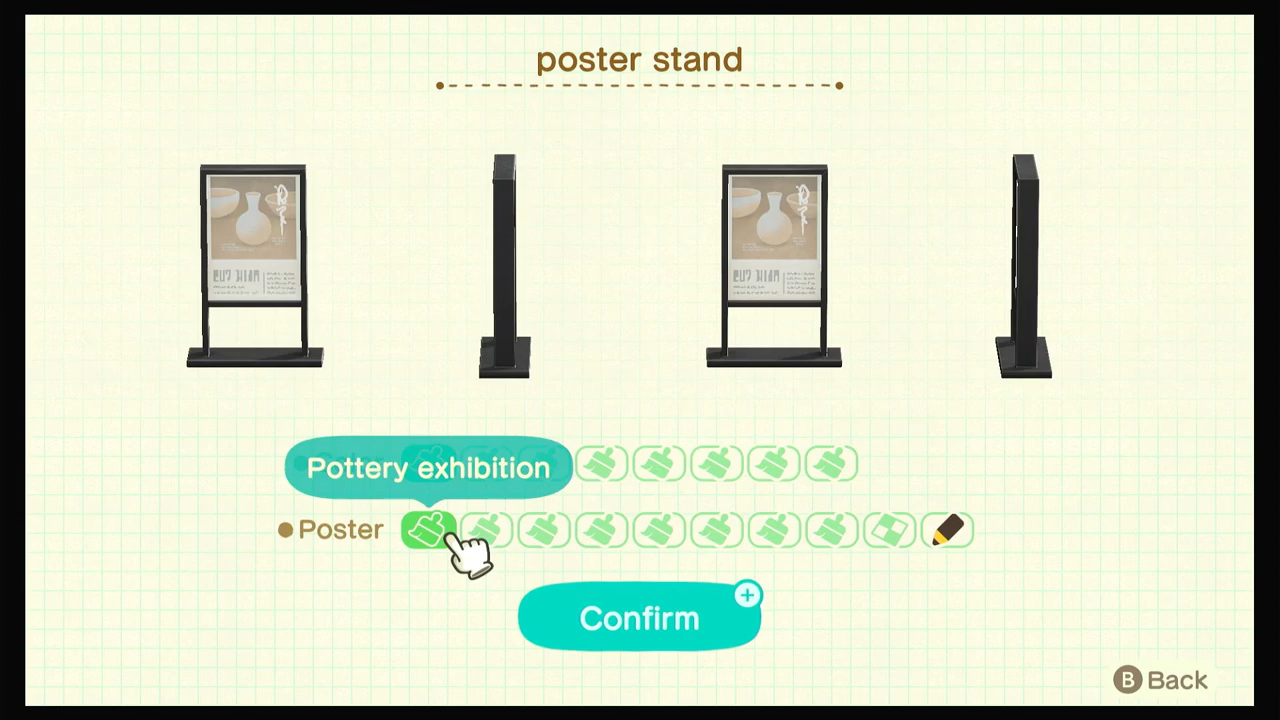 poster stand
Pottery exhibition
Poster
Confirm
B Back